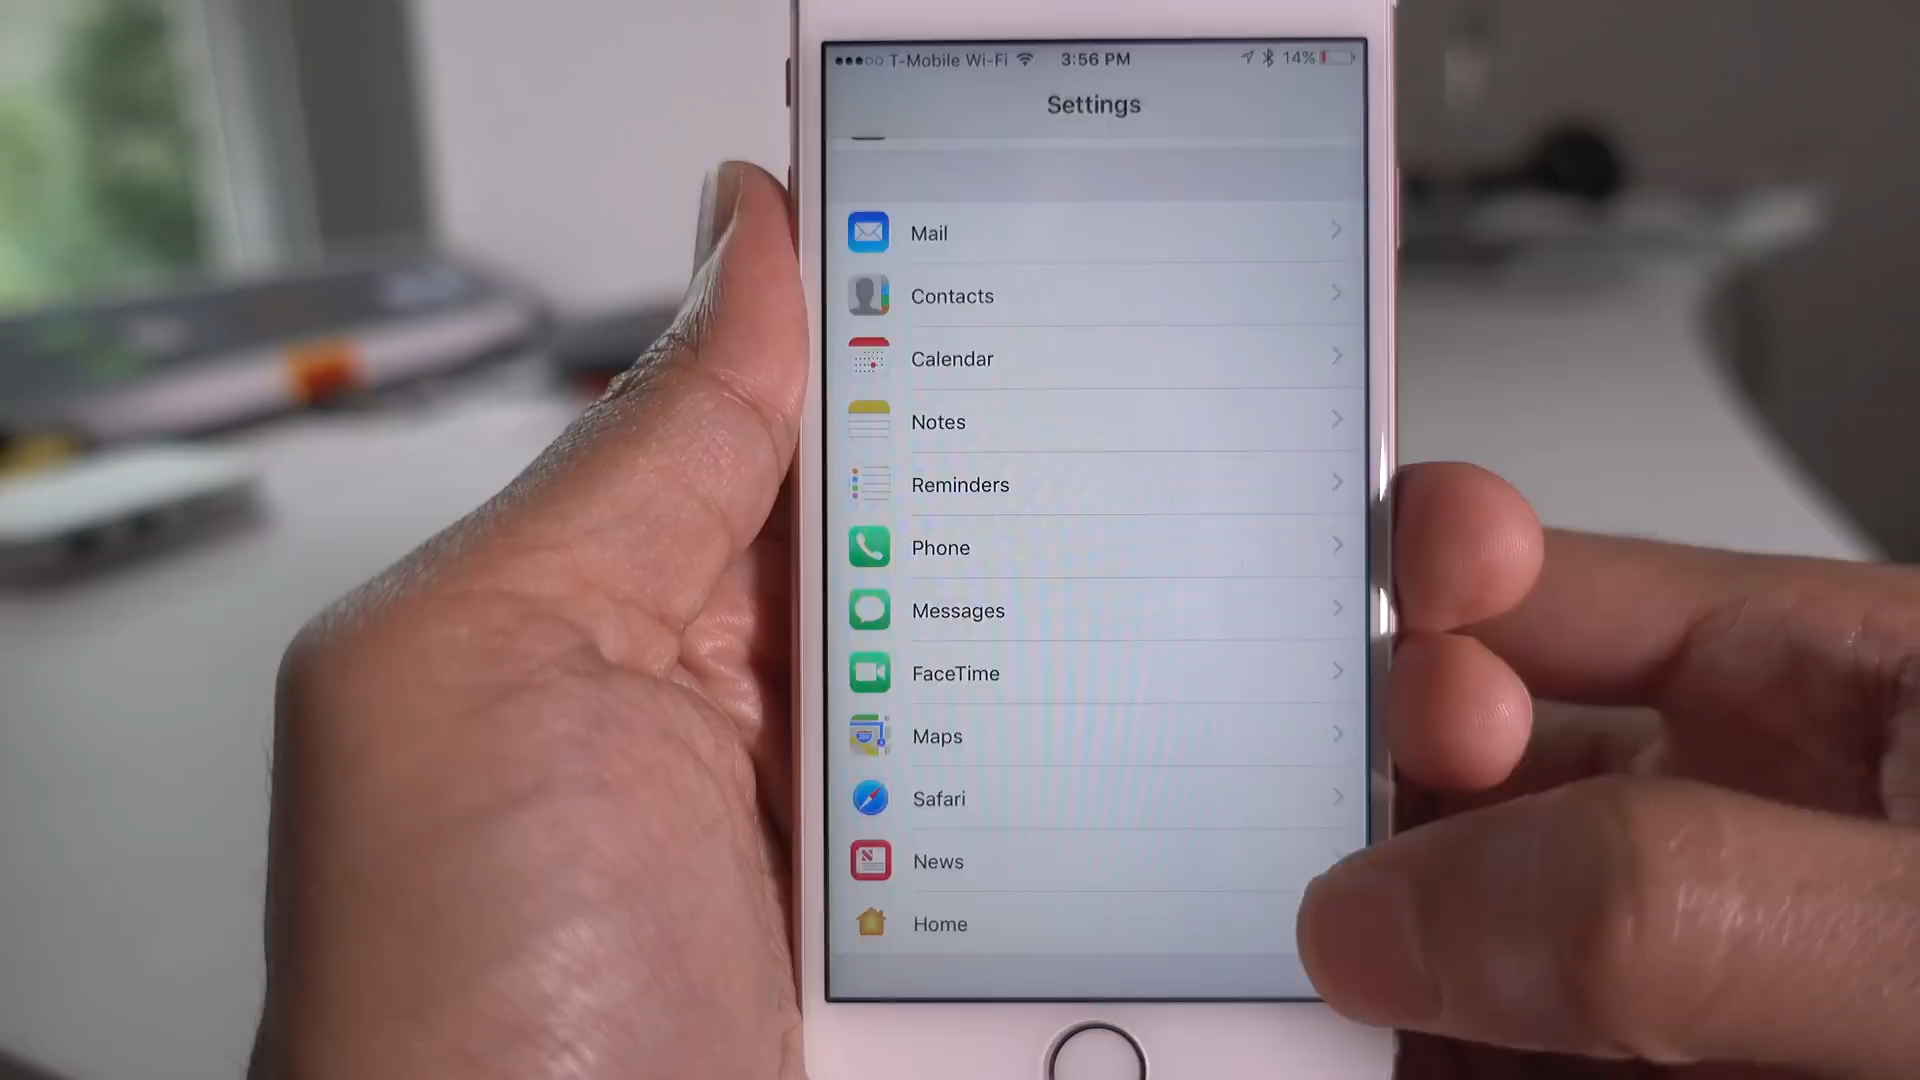 T-Mobile Wi-Fi 3:56 PM 14%
Settings
Mail
Contacts
Calendar
Notes
Reminders
Phone
Messages
FaceTime
Maps
Safari
News
Home